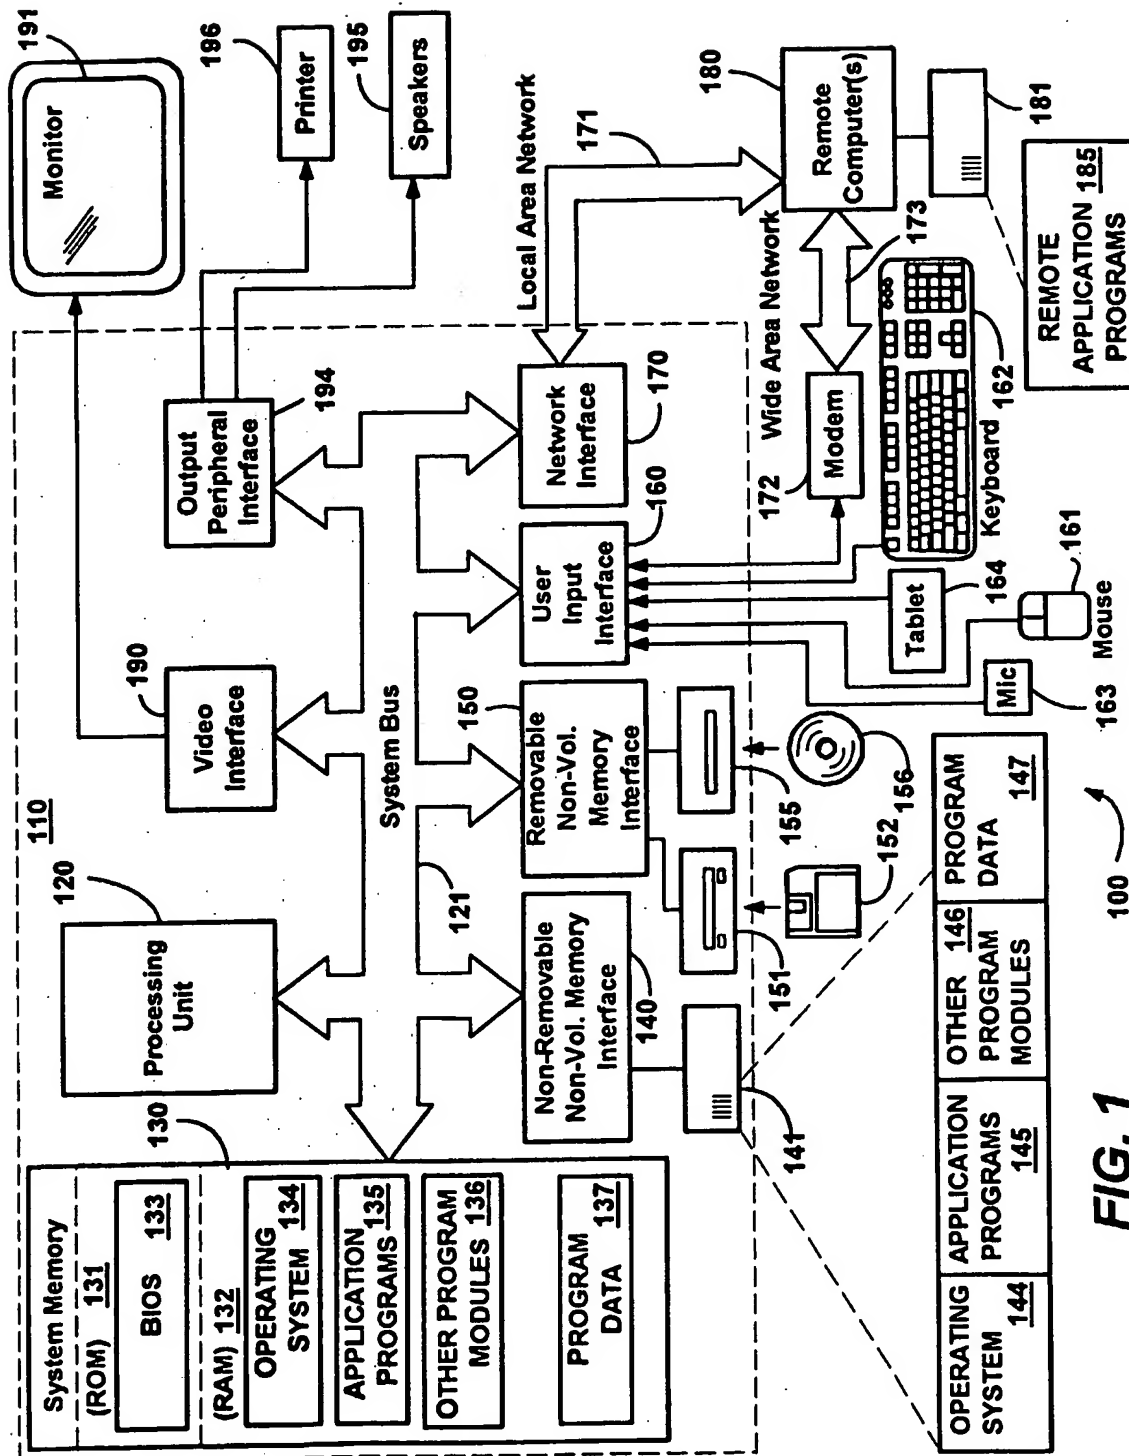 System Memory
(ROM) 131
BIOS 133
(RAM) 132
OPERATING
SYSTEM 134
APPLICATION
PROGRAMS 135
OTHER PROGRAM
MODULES 136
PROGRAM
DATA 137
130
110
120
Processing
Unit
190
Video
Interface
Output
Peripheral
Interface
194
Monitor
191
196
Printer
195
Speakers
System Bus
121
Non-Removable
Non-Vol. Memory
Interface
140
150
Removable
Non-Vol.
Memory
Interface
User
Input
Interface
160
Network
Interface
170
Local Area Network
171
180
Remote
Computer(s)
Wide Area Network
173
172
Modem
181
REMOTE
APPLICATION 185
PROGRAMS
141
151
152
155
156
Mic
163
Tablet
164
Mouse
161
Keyboard
162
OPERATING
SYSTEM 144
APPLICATION
PROGRAMS
145
OTHER 146
PROGRAM
MODULES
PROGRAM
DATA
147
100
FIG. 1